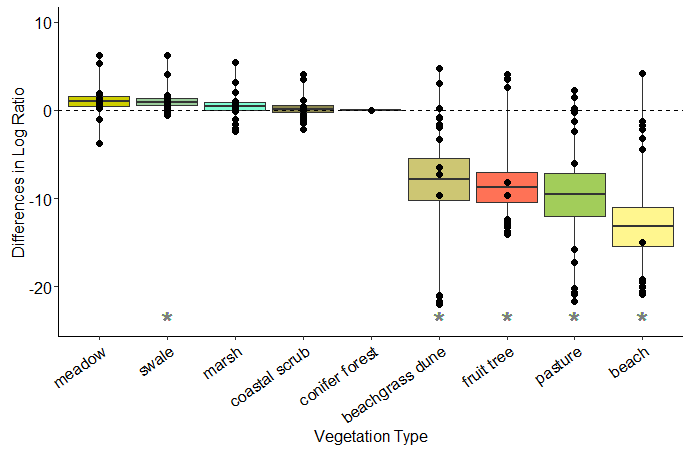 10
0
-10
-20
Differences in Log Ratio
* * * * *
meadow
swale
marsh
coastal scrub
conifer forest
beachgrass dune
fruit tree
pasture
beach
Vegetation Type